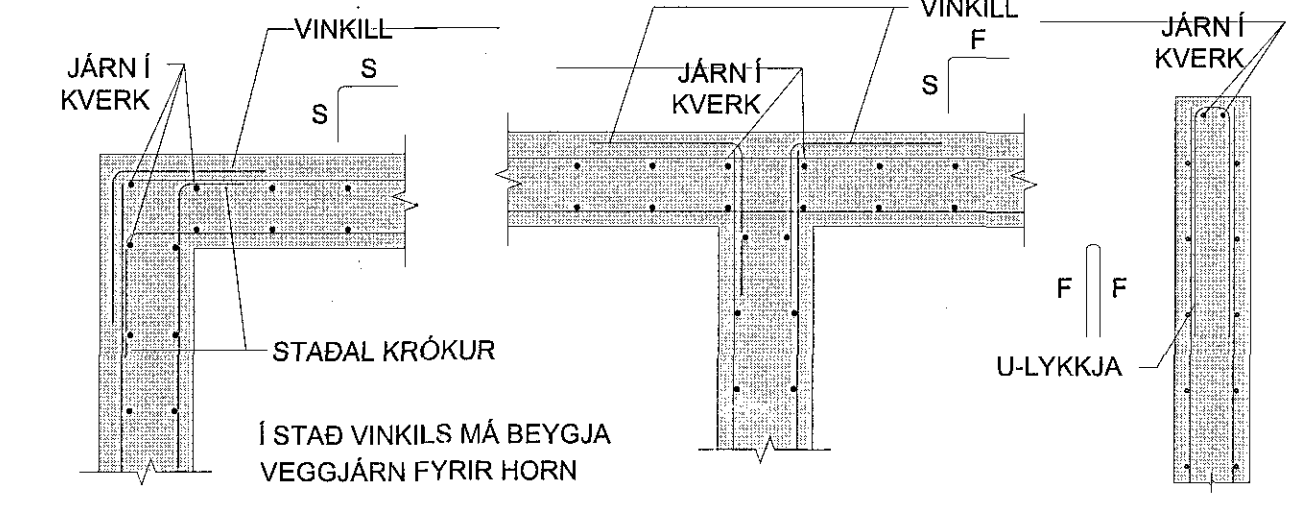 VINKILL
JÁRN Í
KVERK
S
S
STAÐAL KRÓKUR
Í STAÐ VINKILS MÁ BEYGJA
VEGGJÁRN FYRIR HORN
VINKILL
JÁRN Í
KVERK
F
S
JÁRN Í
KVERK
F F
U-LYKKJA